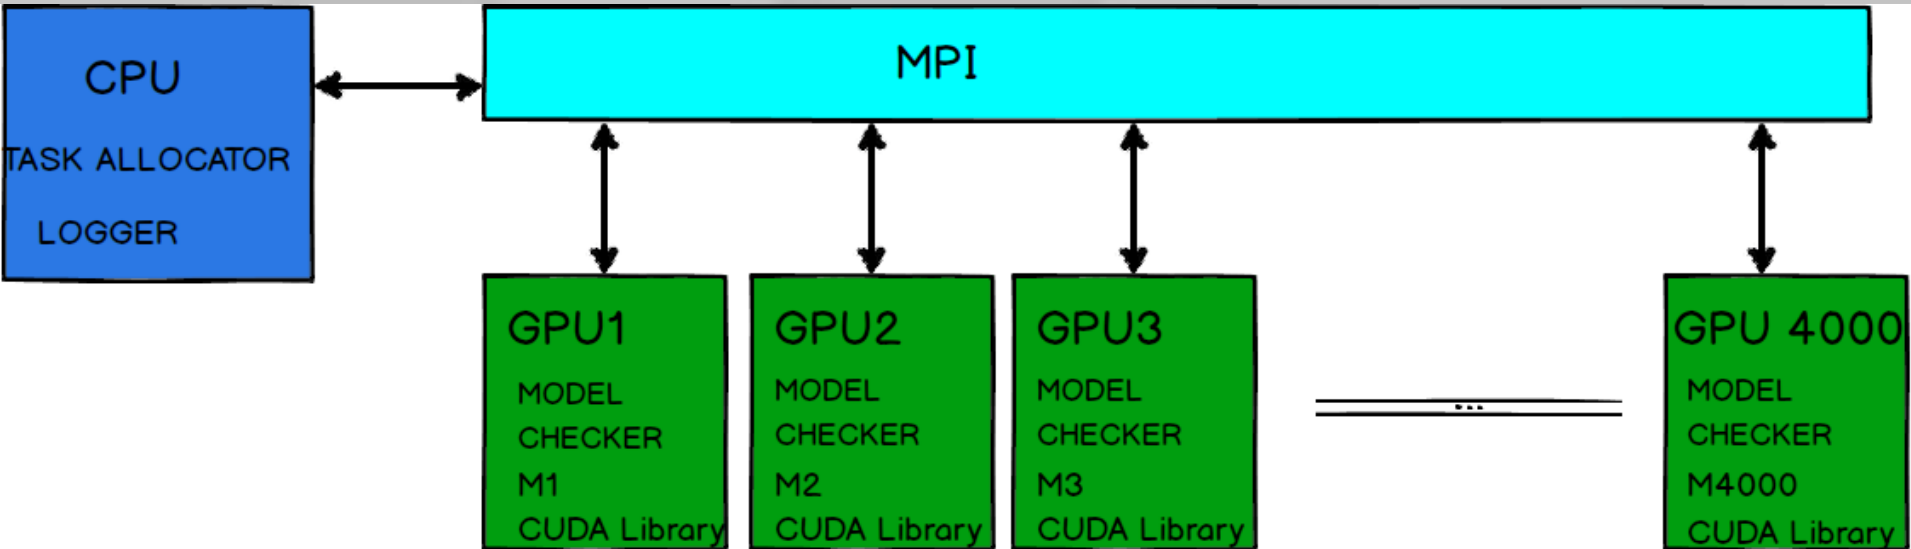 CPU
TASK ALLOCATOR
LOGGER
MPI
GPU1
MODEL
CHECKER
M1
CUDA Library
GPU2
MODEL
CHECKER
M2
CUDA Library
GPU3
MODEL
CHECKER
M3
CUDA Library
...
GPU 4000
MODEL
CHECKER
M4000
CUDA Library